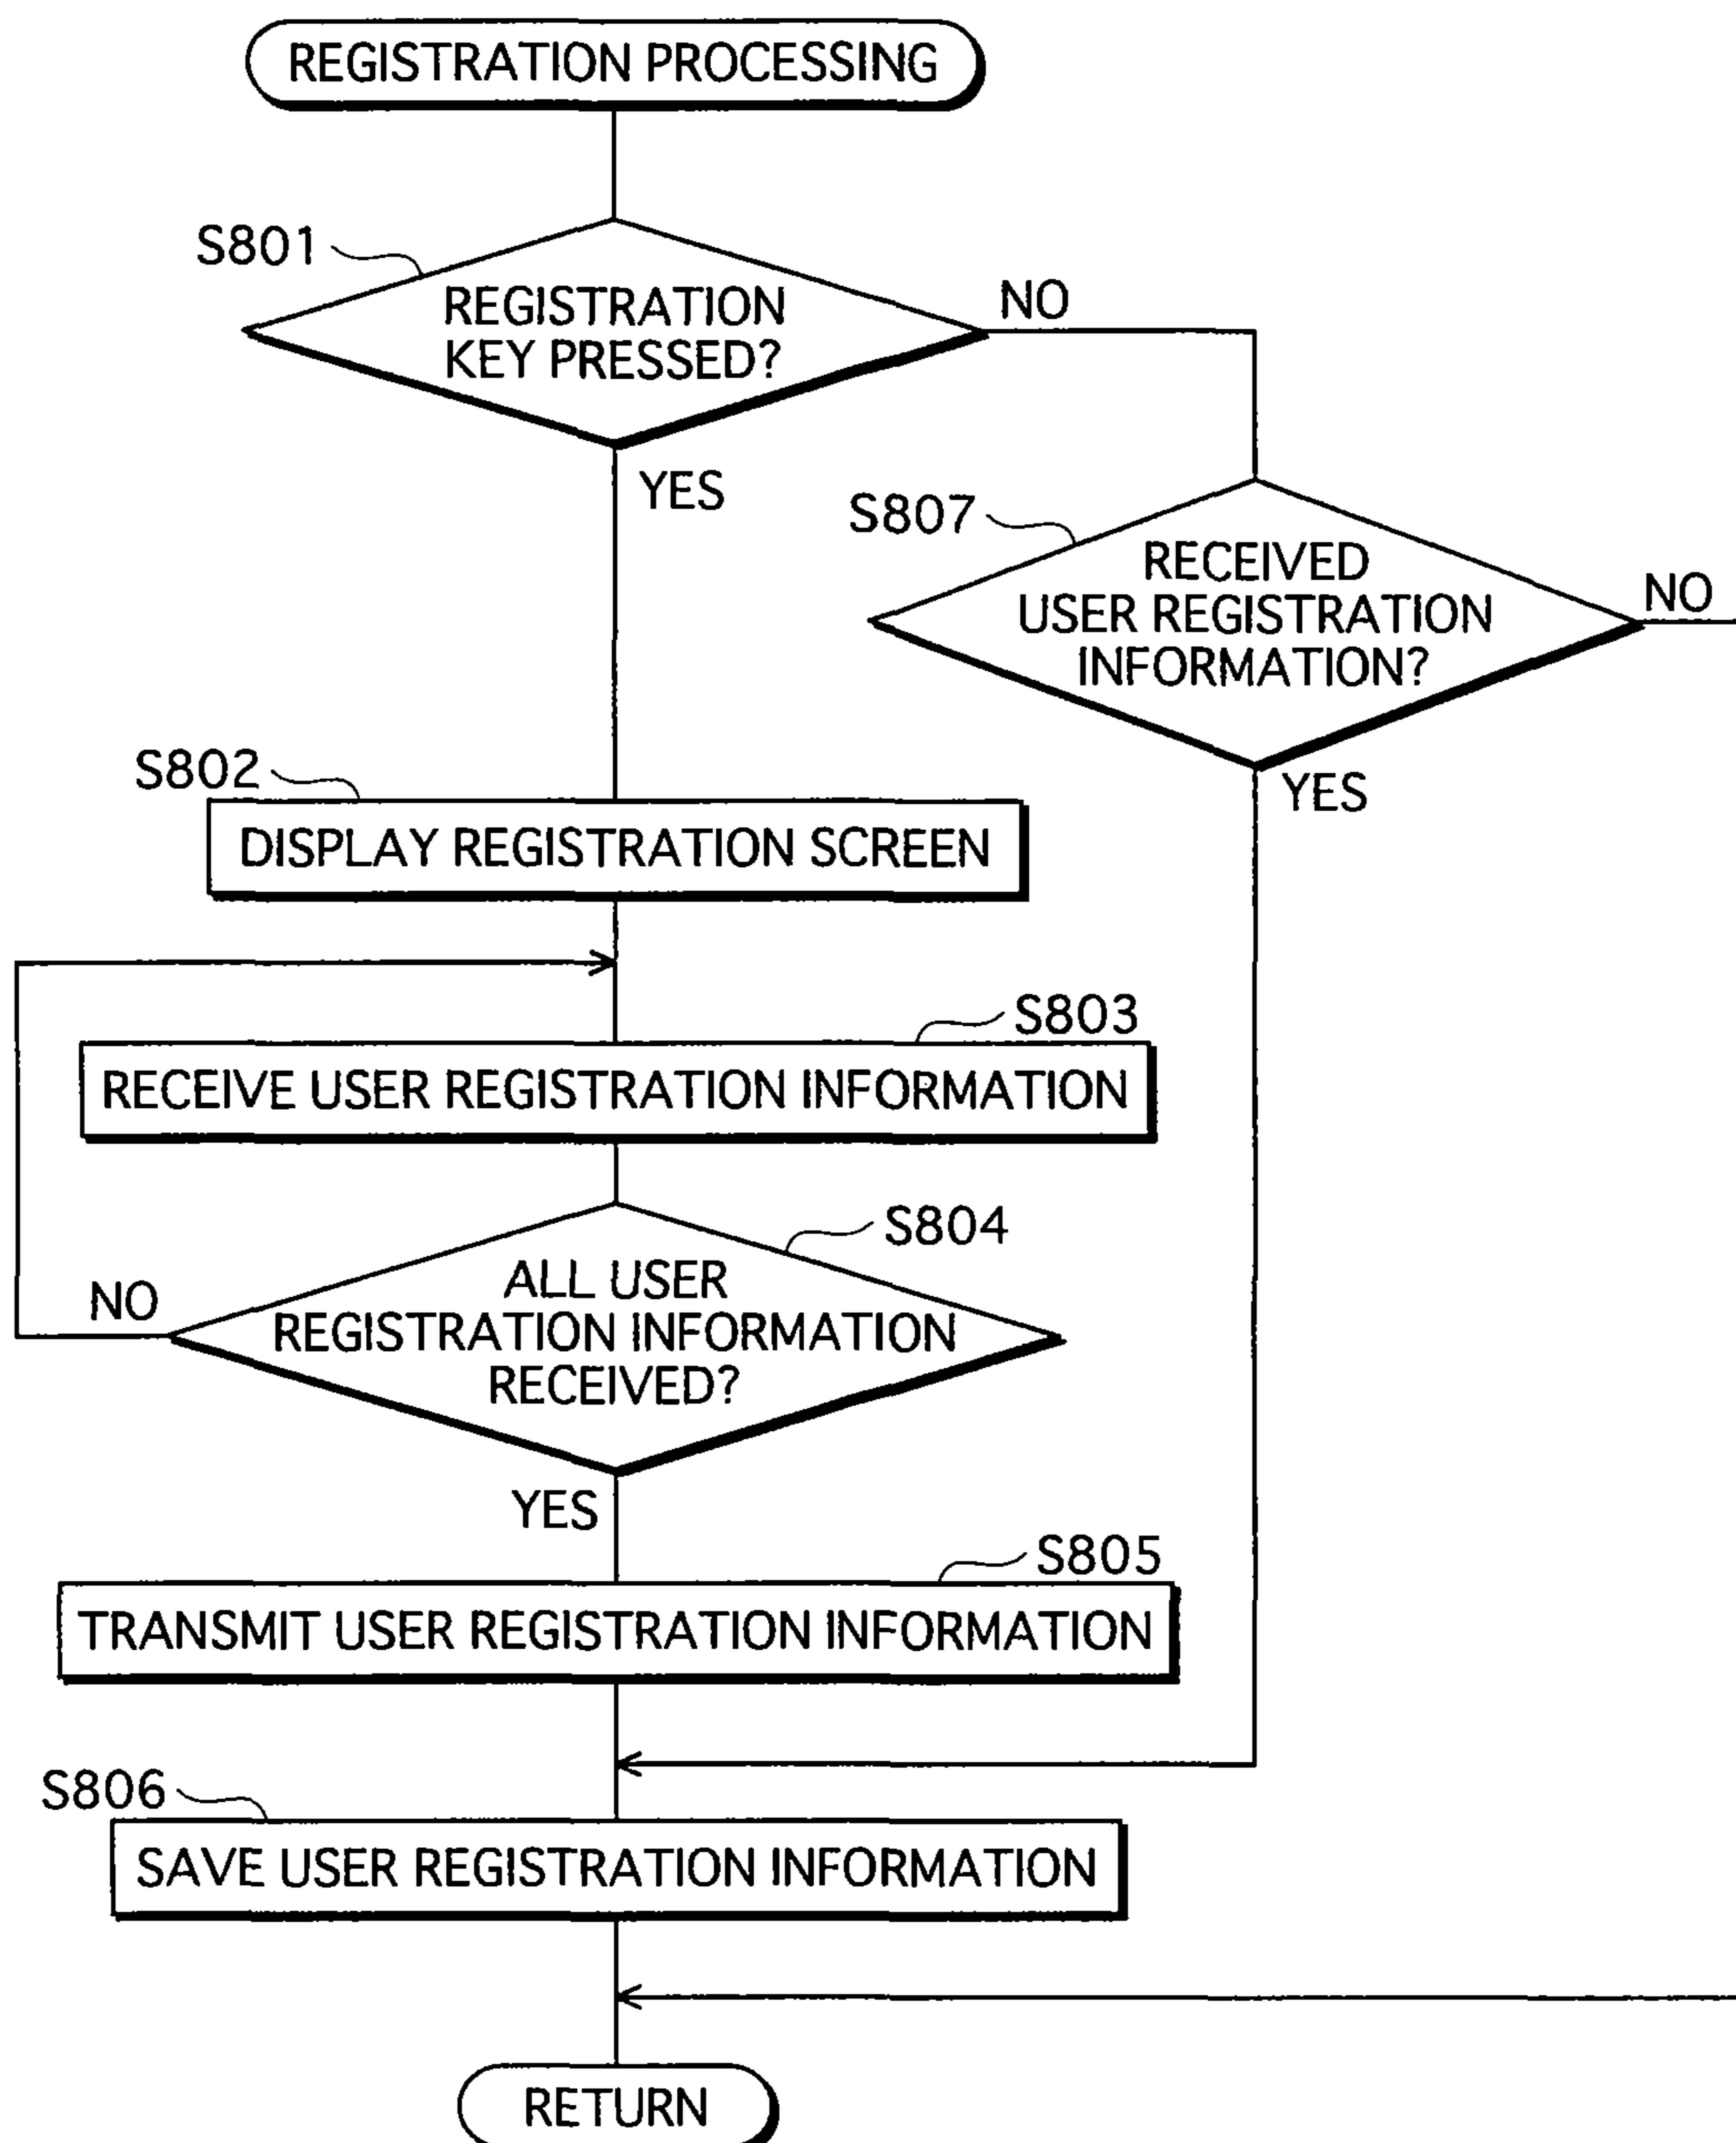 REGISTRATION PROCESSING
S801
REGISTRATION
KEY PRESSED?
NO
YES
S807
RECEIVED
USER REGISTRATION
INFORMATION?
NO
YES
S802
DISPLAY REGISTRATION SCREEN
S803
RECEIVE USER REGISTRATION INFORMATION
S804
ALL USER
REGISTRATION INFORMATION
RECEIVED?
NO
YES
S805
TRANSMIT USER REGISTRATION INFORMATION
S806
SAVE USER REGISTRATION INFORMATION
RETURN